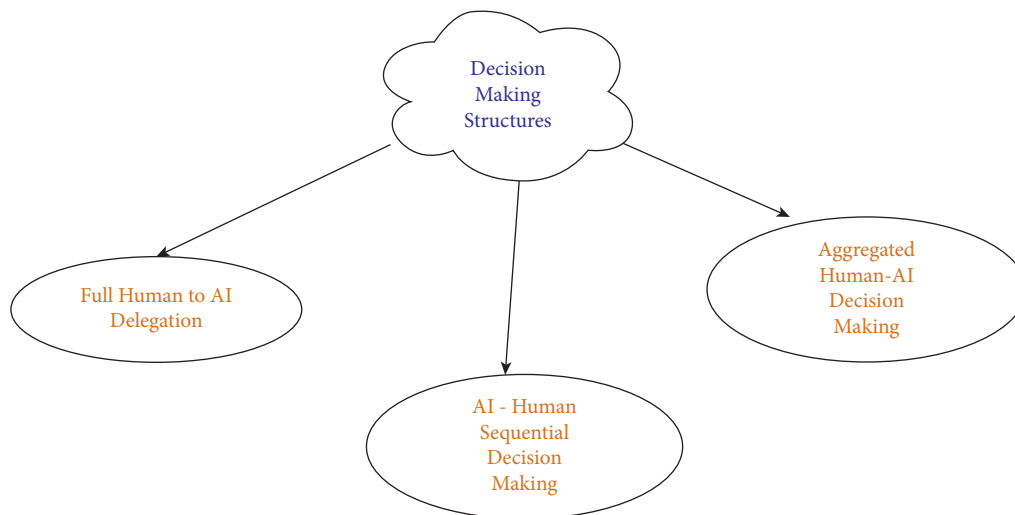 Decision
Making
Structures
Full Human to AI
Delegation
AI - Human
Sequential
Decision
Making
Aggregated
Human-AI
Decision
Making